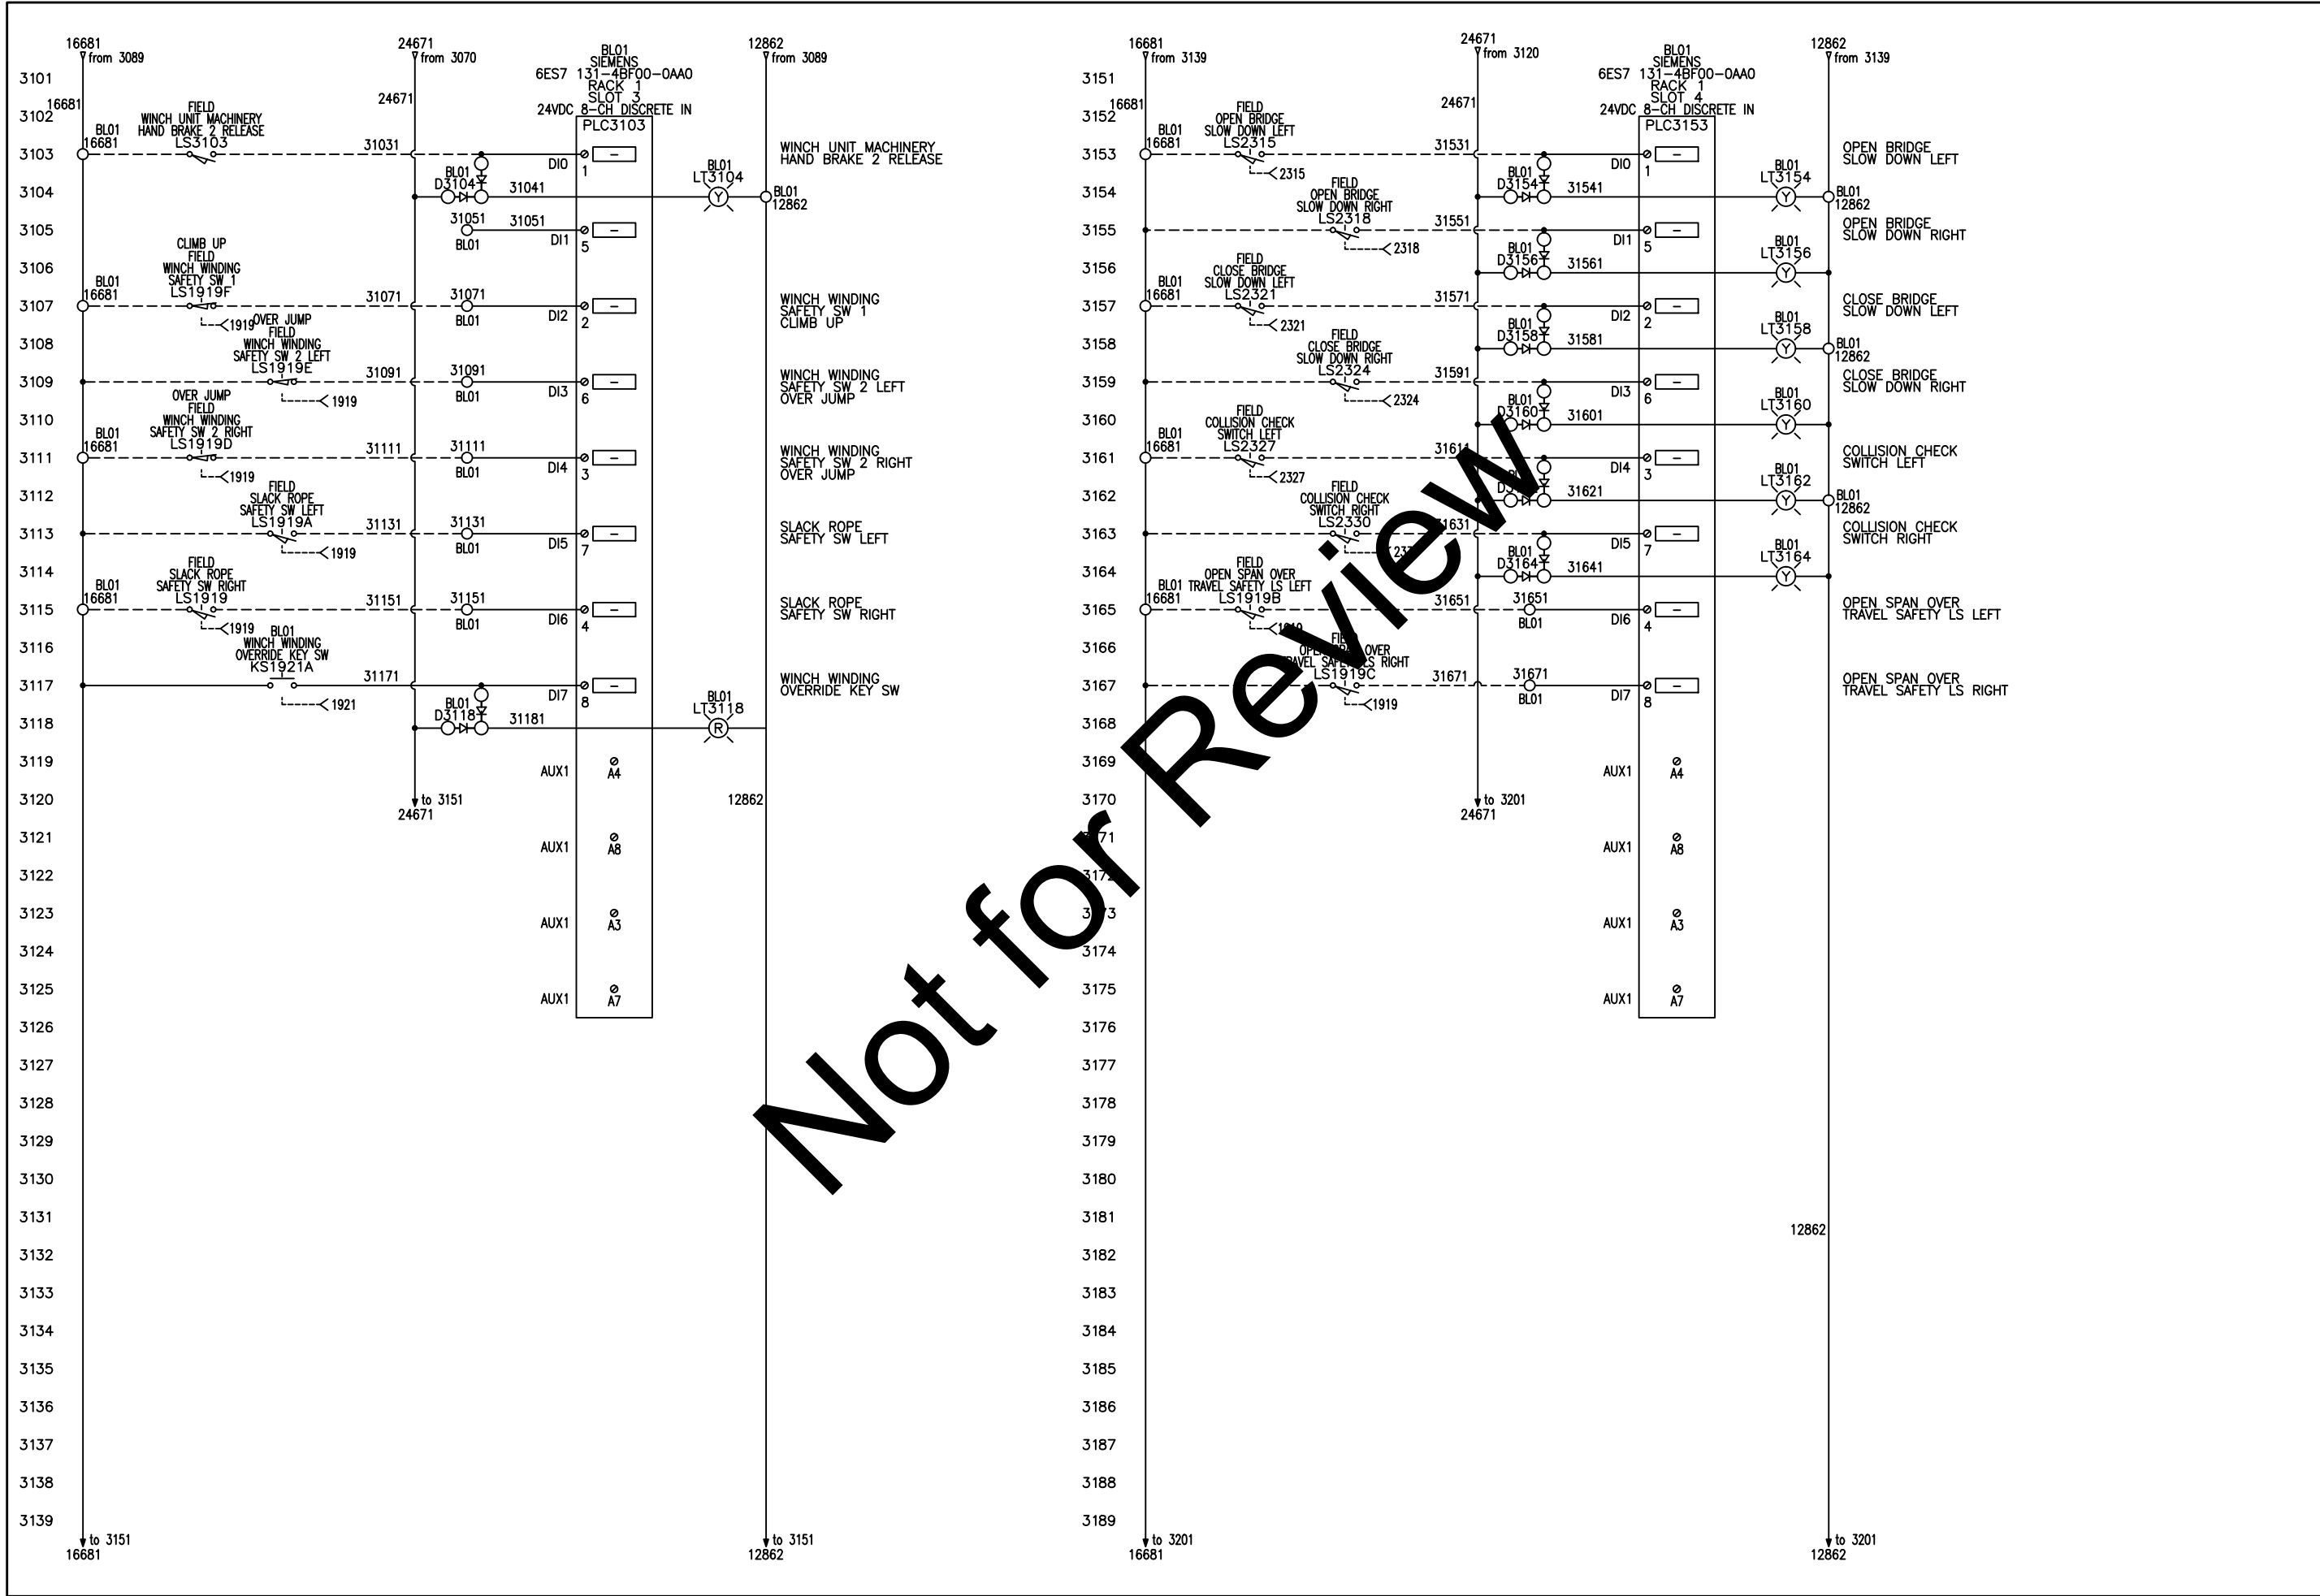 16681
from 3089
24671
from 3070
BL01
SIEMENS
6ES7 131-4BF00-0AA0
RACK 1
SLOT 3
24VDC 8-CH DISCRETE IN
PLC3103
12862
from 3089
3101
16681
24671
3102
FIELD
WINCH UNIT MACHINERY
HAND BRAKE 2 RELEASE
LS3103
3103
BL01
16681
31031
DI0
1
WINCH UNIT MACHINERY
HAND BRAKE 2 RELEASE
3104
BL01
D3104
31041
BL01
LT3104
Y
BL01
12862
3105
31051
BL01
31051
DI1
5
3106
CLIMB UP
FIELD
WINCH WINDING
SAFETY SW 1
LS1919F
3107
BL01
16681
1919
31071
31071
BL01
DI2
2
WINCH WINDING
SAFETY SW 1
CLIMB UP
3108
OVER JUMP
FIELD
WINCH WINDING
SAFETY SW 2 LEFT
LS1919E
3109
1919
31091
31091
BL01
DI3
6
WINCH WINDING
SAFETY SW 2 LEFT
OVER JUMP
3110
OVER JUMP
FIELD
WINCH WINDING
SAFETY SW 2 RIGHT
LS1919D
3111
BL01
16681
1919
31111
31111
BL01
DI4
3
WINCH WINDING
SAFETY SW 2 RIGHT
OVER JUMP
3112
FIELD
SLACK ROPE
SAFETY SW LEFT
LS1919A
3113
1919
31131
31131
BL01
DI5
7
SLACK ROPE
SAFETY SW LEFT
3114
FIELD
SLACK ROPE
SAFETY SW RIGHT
LS1919
3115
BL01
16681
1919
31151
31151
BL01
DI6
4
SLACK ROPE
SAFETY SW RIGHT
3116
BL01
WINCH WINDING
OVERRIDE KEY SW
KS1921A
3117
1921
31171
DI7
8
WINCH WINDING
OVERRIDE KEY SW
3118
BL01
D3118
31181
BL01
LT3118
R
3119
AUX1
A4
3120
to 3151
24671
12862
3121
AUX1
A8
3122
3123
AUX1
A3
3124
3125
AUX1
A7
3126
3127
3128
3129
3130
3131
3132
3133
3134
3135
3136
3137
3138
3139
to 3151
16681
to 3151
12862
16681
from 3139
24671
from 3120
BL01
SIEMENS
6ES7 131-4BF00-0AA0
RACK 1
SLOT 4
24VDC 8-CH DISCRETE IN
PLC3153
12862
from 3139
3151
16681
24671
3152
FIELD
OPEN BRIDGE
SLOW DOWN LEFT
LS2315
3153
BL01
16681
2315
31531
DI0
1
OPEN BRIDGE
SLOW DOWN LEFT
3154
BL01
D3154
31541
BL01
LT3154
Y
BL01
12862
FIELD
OPEN BRIDGE
SLOW DOWN RIGHT
LS2318
3155
2318
31551
DI1
5
OPEN BRIDGE
SLOW DOWN RIGHT
3156
BL01
D3156
31561
BL01
LT3156
Y
FIELD
CLOSE BRIDGE
SLOW DOWN LEFT
LS2321
3157
BL01
16681
2321
31571
DI2
2
CLOSE BRIDGE
SLOW DOWN LEFT
3158
BL01
D3158
31581
BL01
LT3158
Y
BL01
12862
FIELD
CLOSE BRIDGE
SLOW DOWN RIGHT
LS2324
3159
2324
31591
DI3
6
CLOSE BRIDGE
SLOW DOWN RIGHT
3160
BL01
D3160
31601
BL01
LT3160
Y
FIELD
COLLISION CHECK
SWITCH LEFT
LS2327
3161
BL01
16681
2327
31611
DI4
3
COLLISION CHECK
SWITCH LEFT
3162
31621
BL01
LT3162
Y
BL01
12862
FIELD
COLLISION CHECK
SWITCH RIGHT
LS2330
3163
31631
DI5
7
COLLISION CHECK
SWITCH RIGHT
3164
BL01
D3164
31641
BL01
LT3164
Y
FIELD
OPEN SPAN OVER
TRAVEL SAFETY LS LEFT
LS1919B
3165
BL01
16681
31651
31651
BL01
DI6
4
OPEN SPAN OVER
TRAVEL SAFETY LS LEFT
3166
FIELD
OPEN SPAN OVER
TRAVEL SAFETY LS RIGHT
LS1919C
3167
1919
31671
31671
BL01
DI7
8
OPEN SPAN OVER
TRAVEL SAFETY LS RIGHT
3168
3169
AUX1
A4
3170
to 3201
24671
3171
AUX1
A8
3172
3173
AUX1
A3
3174
3175
AUX1
A7
3176
3177
3178
3179
3180
3181
12862
3182
3183
3184
3185
3186
3187
3188
3189
to 3201
16681
to 3201
12862
Not for Review